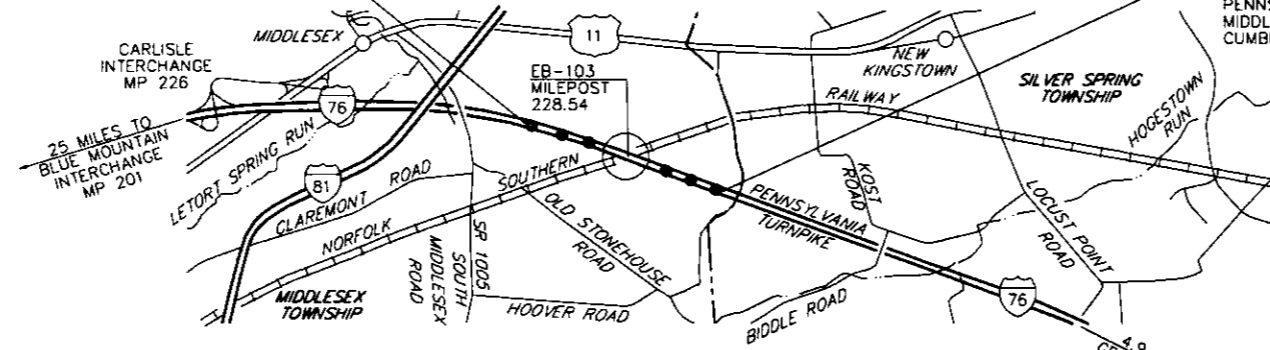 PENNS
MIDDL
CUMB
MIDDLESEX
11
CARLISLE
INTERCHANGE
MP 226
NEW
KINGSTOWN
EB-103
MILEPOST
228.54
SILVER SPRING
TOWNSHIP
76
RAILWAY
HOGESTOWN
RUN
25 MILES TO
BLUE MOUNTAIN
INTERCHANGE
MP 201
LETORT SPRING RUN
81
CLAREMONT ROAD
NORFOLK SOUTHERN
OLD STONEHOUSE
ROAD
KOST
ROAD
PENNSYLVANIA
TURNPIKE
LOCUST POINT
ROAD
SR 1005
SOUTH
MIDDLESEX
ROAD
MIDDLESEX
TOWNSHIP
HOOVER ROAD
BIDDLE ROAD
76